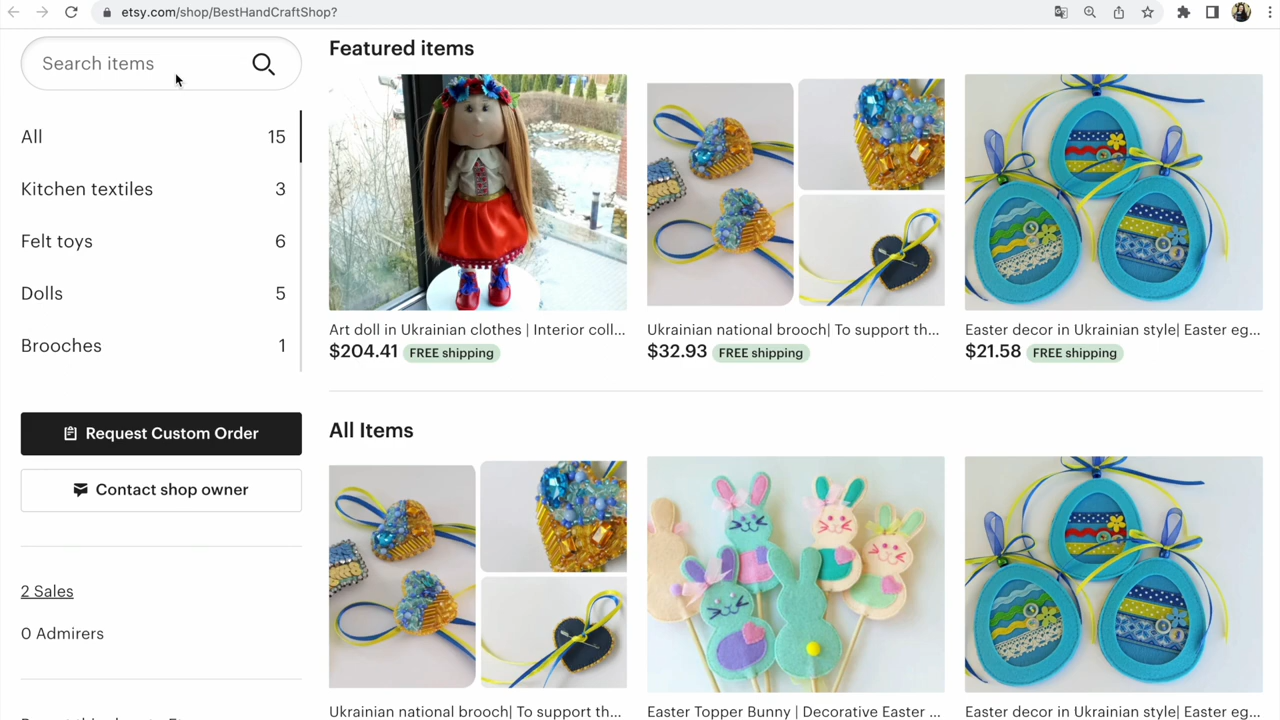 etsy.com/shop/BestHandCraftShop?
Search items
All 15
Kitchen textiles 3
Felt toys 6
Dolls 5
Brooches 1
Request Custom Order
Contact shop owner
2 Sales
0 Admirers
Featured items
Art doll in Ukrainian clothes | Interior coll...
$204.41 FREE shipping
Ukrainian national brooch| To support th...
$32.93 FREE shipping
Easter decor in Ukrainian style| Easter eg...
$21.58 FREE shipping
All Items
Ukrainian national brooch| To support th...
Easter Topper Bunny | Decorative Easter ...
Easter decor in Ukrainian style| Easter eg...